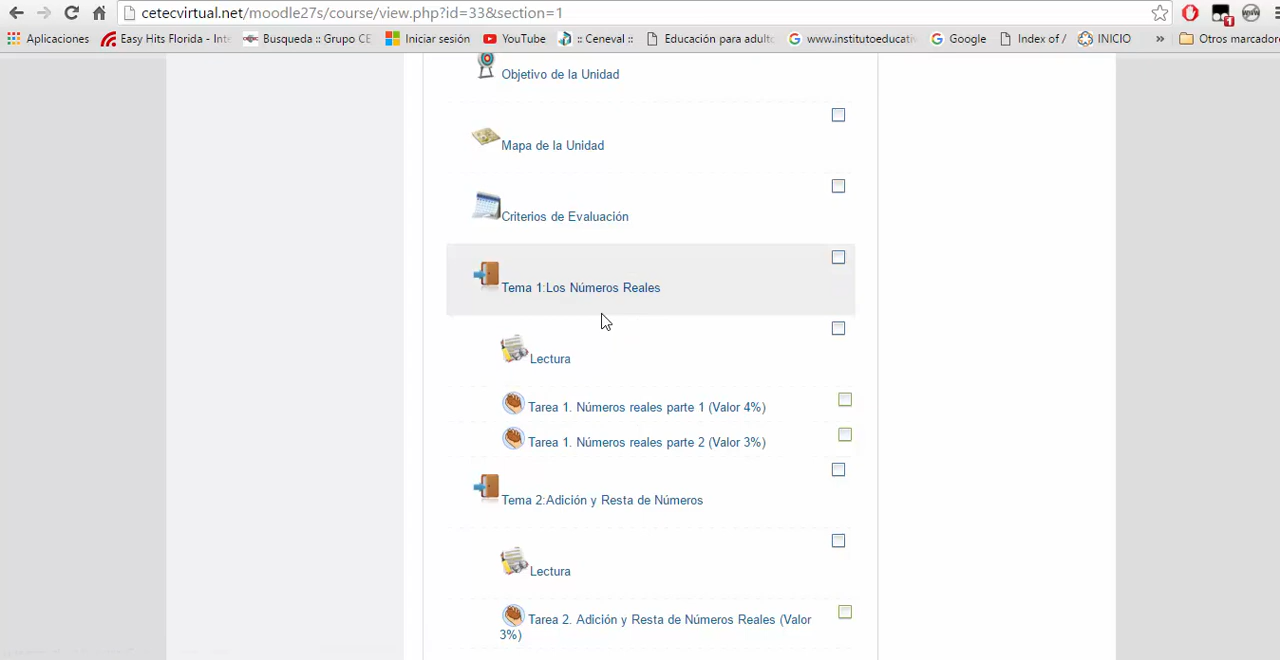 cetecvirtual.net/moodle27s/course/view.php?id=33&section=1
Aplicaciones Easy Hits Florida - Inte Busqueda :: Grupo CE Iniciar sesión YouTube :: Ceneval :: Educación para adulto www.institutoeducati Google Index of / INICIO » Otros marcador
Objetivo de la Unidad
Mapa de la Unidad
Criterios de Evaluación
Tema 1:Los Números Reales
Lectura
Tarea 1. Números reales parte 1 (Valor 4%)
Tarea 1. Números reales parte 2 (Valor 3%)
Tema 2:Adición y Resta de Números
Lectura
Tarea 2. Adición y Resta de Números Reales (Valor
3%)